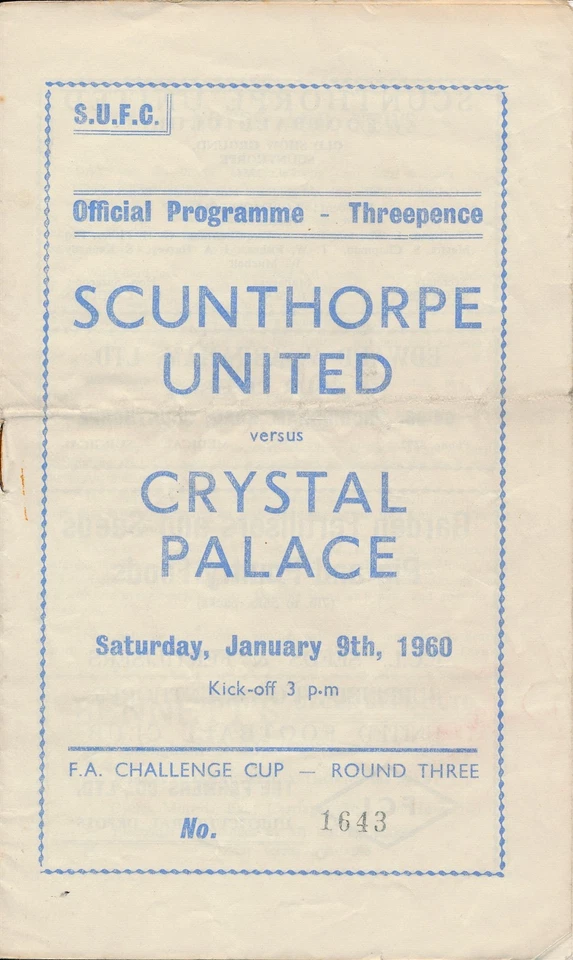 S.U.F.C.
Official Programme - Threepence
SCUNTHORPE
UNITED
versus
CRYSTAL
PALACE
Saturday, January 9th, 1960
Kick-off 3 p.m
F.A. CHALLENGE CUP — ROUND THREE
No. 1643